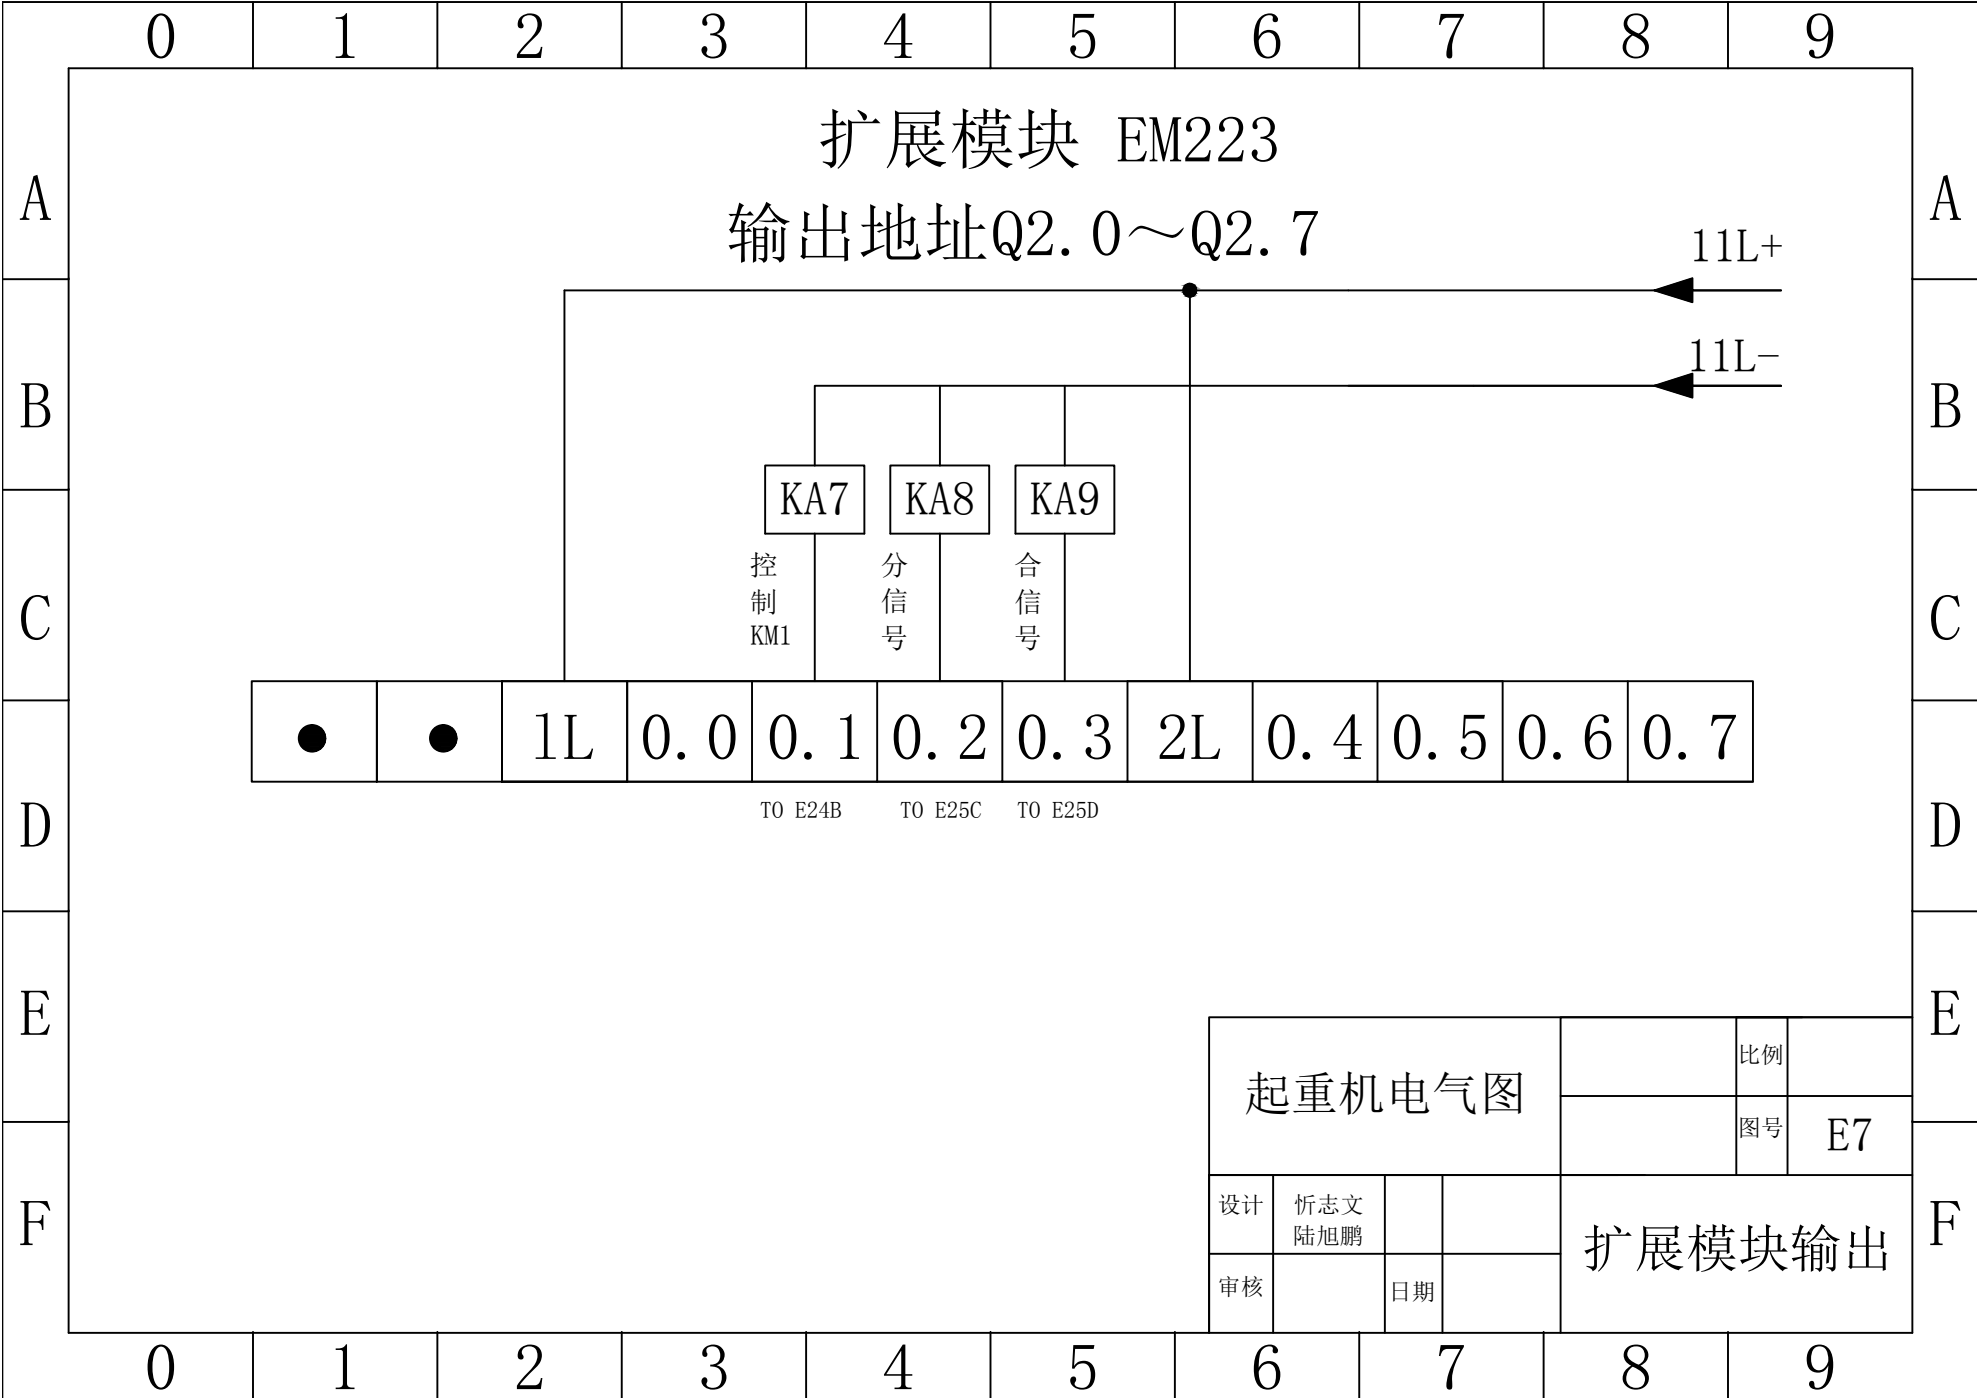 0 1 2 3 4 5 6 7 8 9
扩展模块 EM223
A A
输出地址Q2.0～Q2.7
11L+
11L-
B B
KA7 KA8 KA9
控 分 合
制 信 信
KM1 号 号
C C
1L 0.0 0.1 0.2 0.3 2L 0.4 0.5 0.6 0.7
TO E24B TO E25C TO E25D
D D
E E
比例
起重机电气图
图号 E7
设计 忻志文
陆旭鹏
F F
扩展模块输出
审核 日期
0 1 2 3 4 5 6 7 8 9